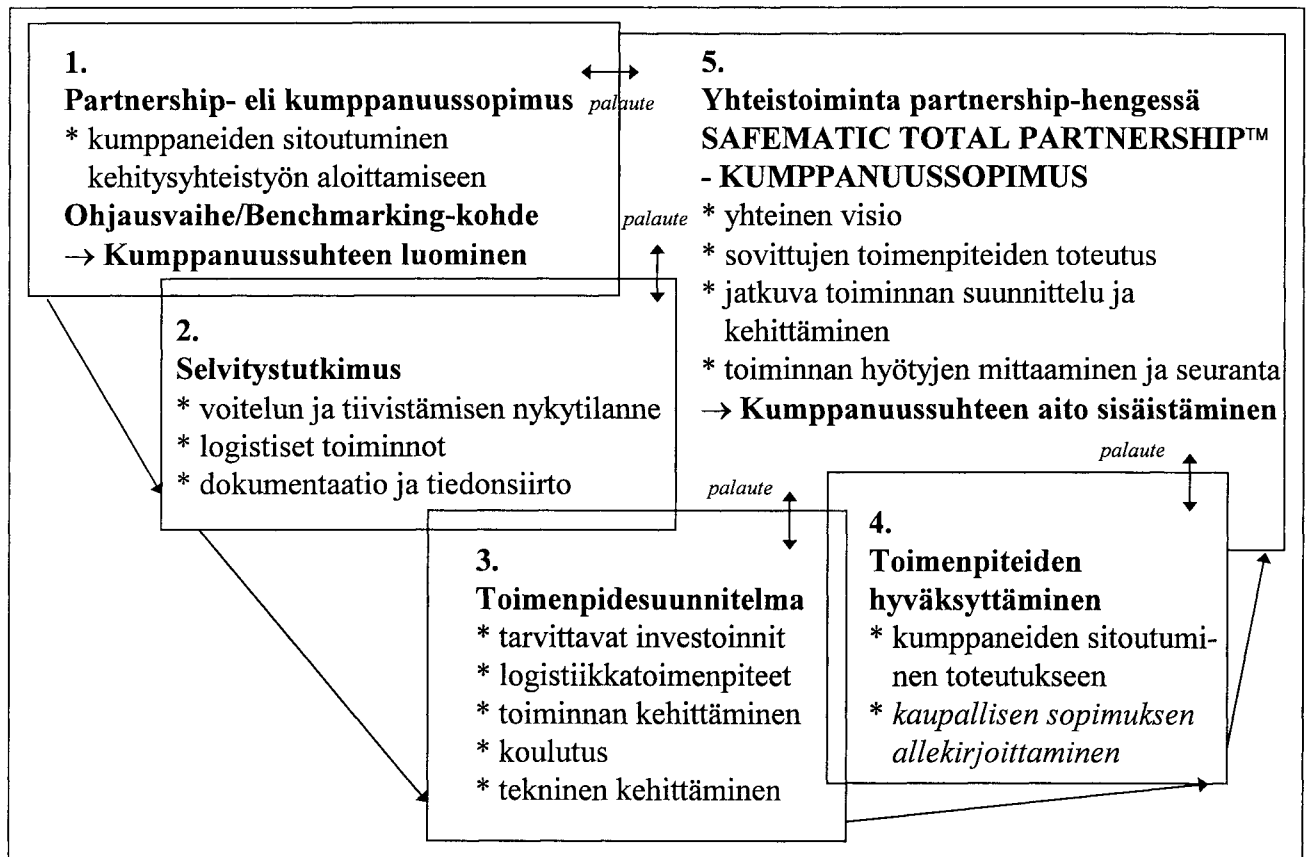 1.
Partnership- eli kumppanuussopimus
* kumppaneiden sitoutuminen
kehitysyhteistyön aloittamiseen
Ohjausvaihe/Benchmarking-kohde
→ Kumppanuussuhteen luominen
palaute
palaute
2.
Selvitystutkimus
* voitelun ja tiivistämisen nykytilanne
* logistiset toiminnot
* dokumentaatio ja tiedonsiirto
palaute
3.
Toimenpidesuunnitelma
* tarvittavat investoinnit
* logistiikkatoimenpiteet
* toiminnan kehittäminen
* koulutus
* tekninen kehittäminen
4.
Toimenpiteiden
hyväksyttäminen
* kumppaneiden sitoutumi-
nen toteutukseen
* kaupallisen sopimuksen
allekirjoittaminen
palaute
5.
Yhteistoiminta partnership-hengessä
SAFEMATIC TOTAL PARTNERSHIP™
- KUMPPANUUSSOPIMUS
* yhteinen visio
* sovittujen toimenpiteiden toteutus
* jatkuva toiminnan suunnittelu ja
kehittäminen
* toiminnan hyötyjen mittaaminen ja seuranta
→ Kumppanuussuhteen aito sisäistäminen